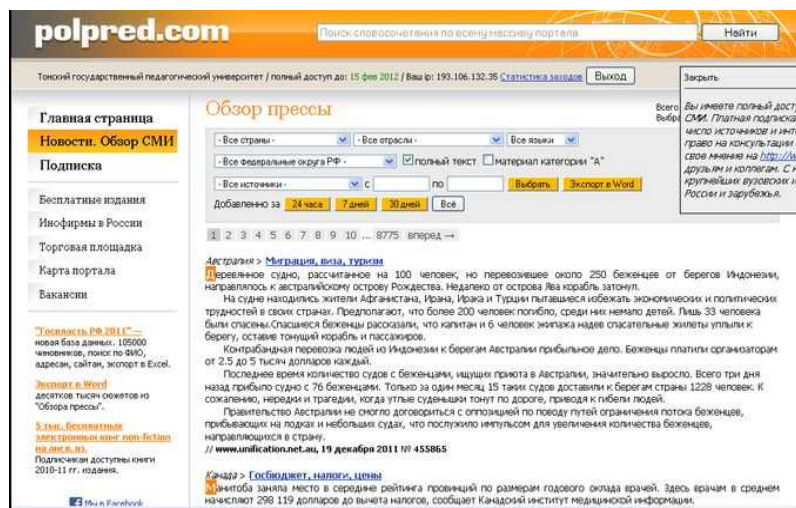 polpred.com
Поиск словосочетания по всему массиву портала
Найти
Томский государственный педагогический университет / полный доступ до: 15 фев 2012 / Ваш ip: 193.106.132.35 Статистика заходов Выход
Закрыть
Вы имеете полный дост
СМИ. Платная подписка
число источников и инт
право на консультации
свое мнение на http://w
друзьям и коллегам. С
крупнейших вузовских и
России и зарубежья.
Главная страница
Новости. Обзор СМИ
Подписка
Бесплатные издания
Инофирмы в России
Торговая площадка
Карта портала
Вакансии
"Госвласть РФ 2011" —
новая база данных. 105000
чиновников, поиск по ФИО,
адресам, сайтам, экспорт в Excel.
Экспорт в Word
десятков тысяч сюжетов из
"Обзора прессы".
5 тыс. бесплатных
электронных книг non-fiction
на англ. яз.
Подписчикам доступны книги
2010-11 гг. издания.
Мы в Facebook
Обзор прессы
Всего
Выбра
- Все страны -
- Все отрасли -
Все языки
- Все федеральные округа РФ -
полный текст
материал категории "А"
- Все источники -
с
по
Выбрать
Экспорт в Word
Добавленно за
24 часа
7 дней
30 дней
Всё
1 2 3 4 5 6 7 8 9 10 ... 8775 вперед →
Австралия > Миграция, виза, туризм
Деревянное судно, рассчитанное на 100 человек, но перевозившее около 250 беженцев от берегов Индонезии,
направлялось к австралийскому острову Рождества. Недалеко от острова Ява корабль затонул.
На судне находились жители Афганистана, Ирана, Ирака и Турции пытавшиеся избежать экономических и политических
трудностей в своих странах. Предполагают, что более 200 человек погибло, среди них немало детей. Лишь 33 человека
были спасены.Спасшиеся беженцы рассказали, что капитан и 6 человек экипажа надев спасательные жилеты уплыли к
берегу, оставив тонущий корабль и пассажиров.
Контрабандная перевозка людей из Индонезии к берегам Австралии прибыльное дело. Беженцы платили организаторам
от 2.5 до 5 тысяч долларов каждый.
Последнее время количество судов с беженцами, ищущих приюта в Австралии, значительно выросло. Всего три дня
назад прибыло судно с 76 беженцами. Только за один месяц 15 таких судов доставили к берегам страны 1228 человек. К
сожалению, нередки и трагедии, когда утлые суденышки тонут по дороге, приводя к гибели людей.
Правительство Австралии не смогло договориться с оппозицией по поводу путей ограничения потока беженцев,
прибывающих на лодках и небольших судах, что послужило импульсом для увеличения количества беженцев,
направляющихся в страну.
// www.unification.net.au, 19 декабря 2011 № 455865
Канада > Госбюджет, налоги, цены
Манитоба заняла место в середине рейтинга провинций по размерам годового оклада врачей. Здесь врачам в среднем
начисляют 298 119 долларов до вычета налогов, сообщает Канадский институт медицинской информации.